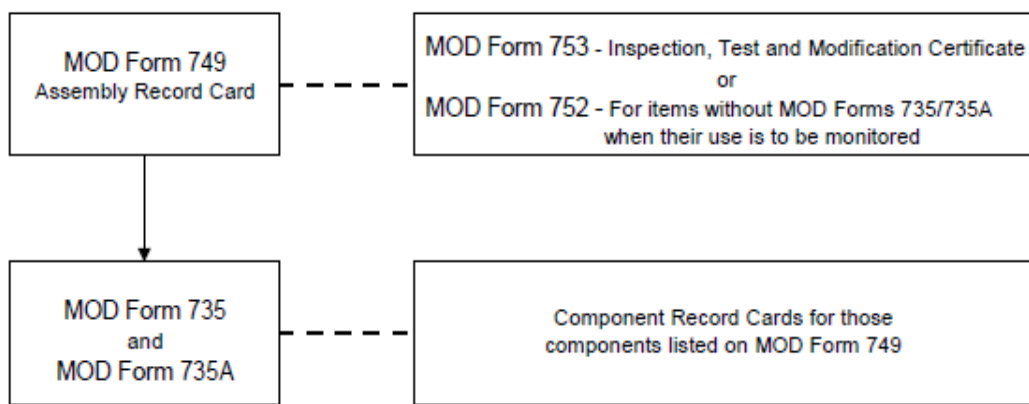 MOD Form 749
Assembly Record Card
MOD Form 753 - Inspection, Test and Modification Certificate
or
MOD Form 752 - For items without MOD Forms 735/735A
when their use is to be monitored
MOD Form 735
and
MOD Form 735A
Component Record Cards for those
components listed on MOD Form 749